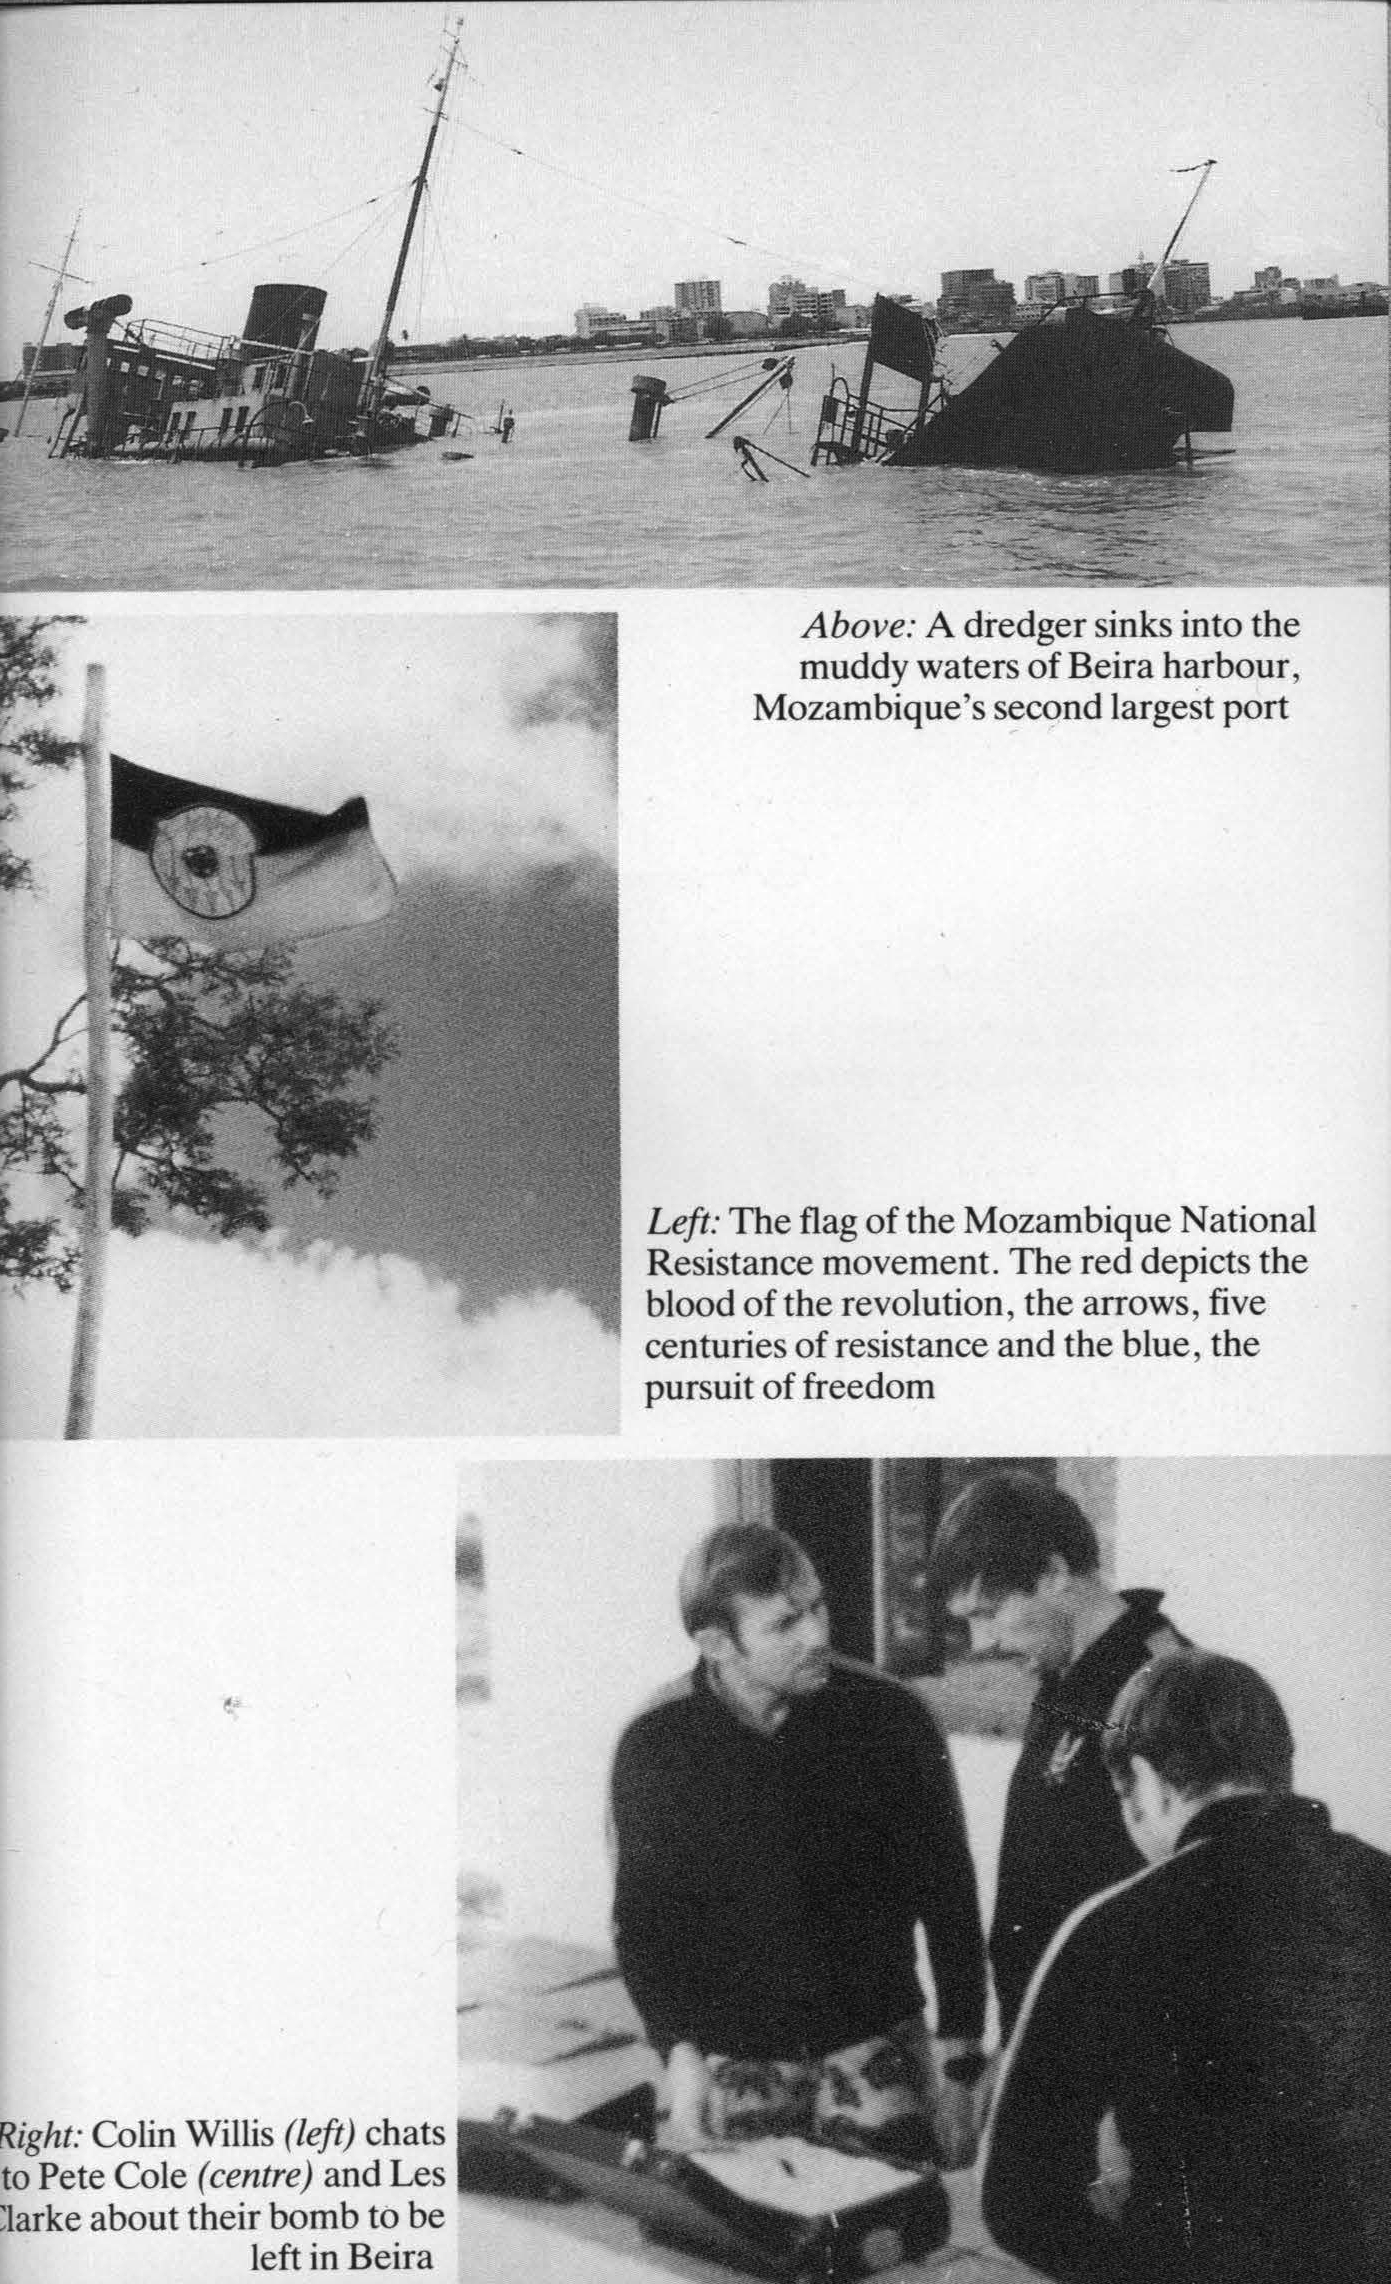 Above: A dredger sinks into the
muddy waters of Beira harbour,
Mozambique's second largest port
Left: The flag of the Mozambique National
Resistance movement. The red depicts the
blood of the revolution, the arrows, five
centuries of resistance and the blue, the
pursuit of freedom
Right: Colin Willis (left) chats
to Pete Cole (centre) and Les
Clarke about their bomb to be
left in Beira